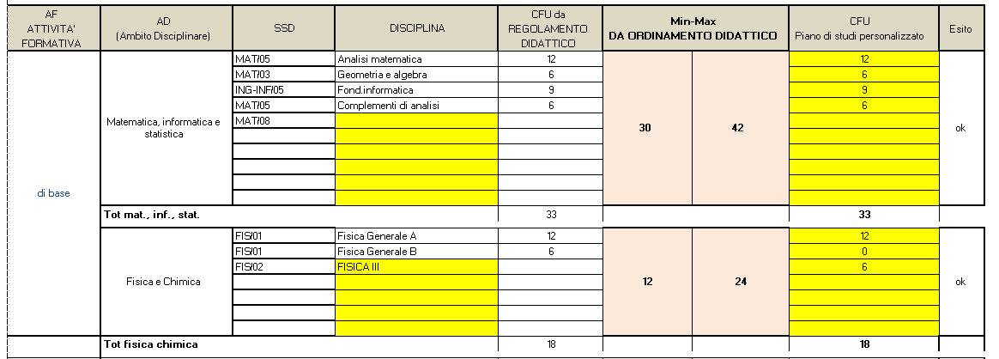 AF ATTIVITA' FORMATIVA AD (Ambito Disciplinare) SSD DISCIPLINA CFU da REGOLAMENTO DIDATTICO Min-Max DA ORDINAMENTO DIDATTICO CFU Piano di studi personalizzato Esito
MAT/05 Analisi matematica 12 12
MAT/03 Geometria e algebra 6 6
ING-INF/05 Fond.informatica 9 9
MAT/05 Complementi di analisi 6 6
MAT/08
Matematica, informatica e statistica 30 42 ok
di base
Tot mat., inf., stat. 33 33
FIS/01 Fisica Generale A 12 12
FIS/01 Fisica Generale B 6 0
FIS/02 FISICA III 6
Fisica e Chimica 12 24 ok
Tot fisica chimica 18 18